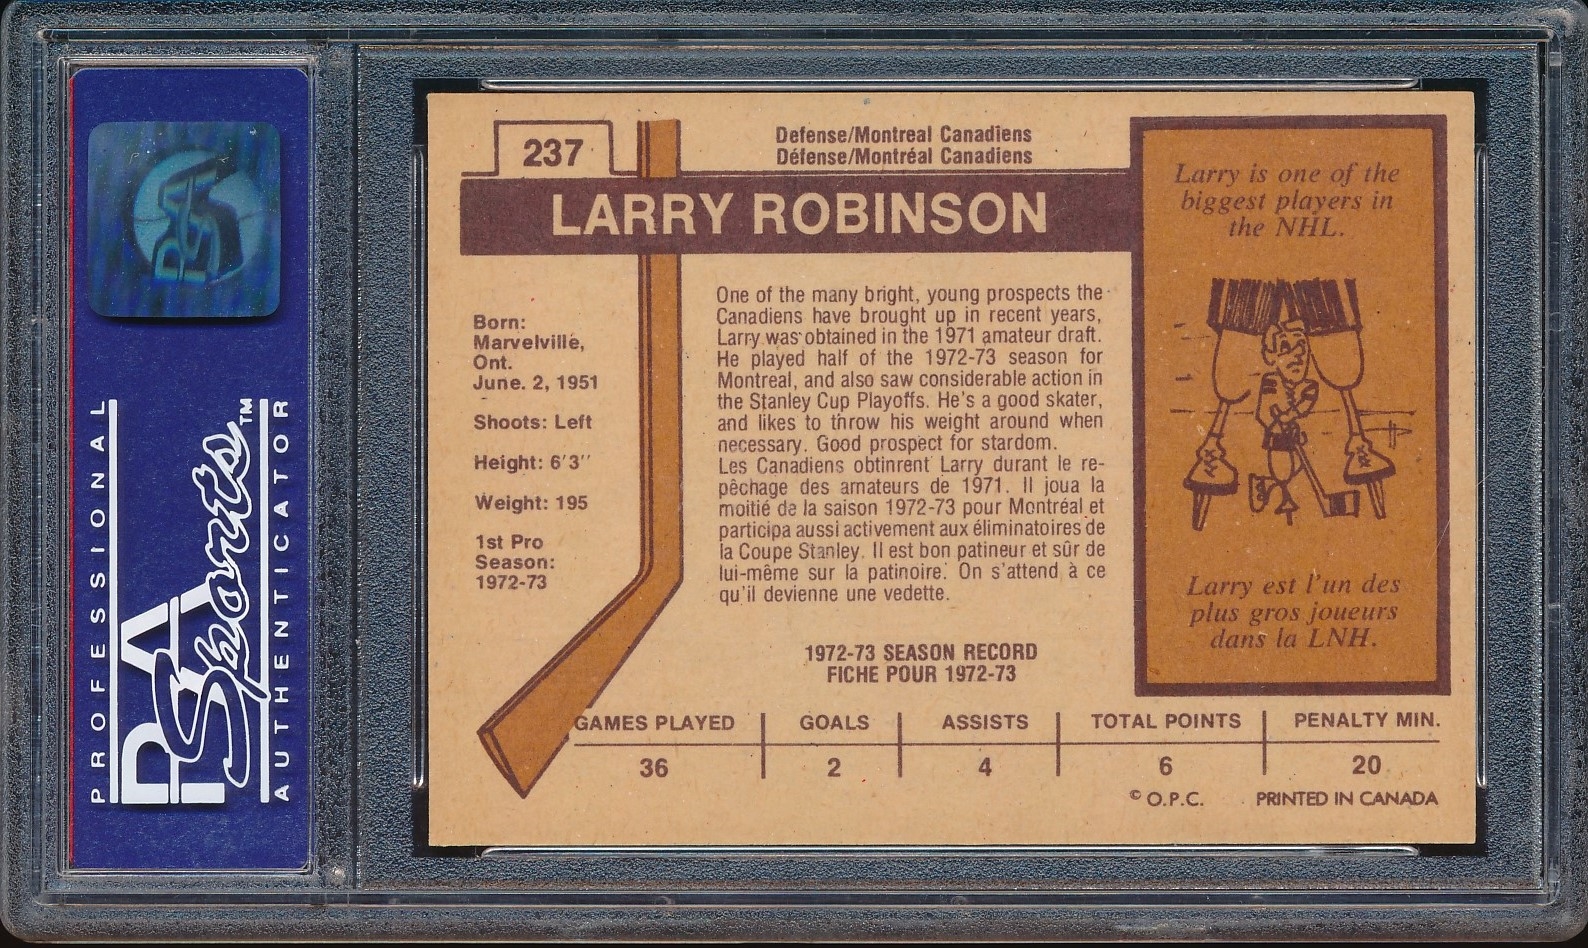 PROFESSIONAL
PSA
Sports™
AUTHENTICATOR
PSA
237
Defense/Montreal Canadiens
Défense/Montréal Canadiens
LARRY ROBINSON
Born:
Marvelville,
Ont.
June. 2, 1951
Shoots: Left
Height: 6'3''
Weight: 195
1st Pro
Season:
1972-73
One of the many bright, young prospects the
Canadiens have brought up in recent years,
Larry was obtained in the 1971 amateur draft.
He played half of the 1972-73 season for
Montreal, and also saw considerable action in
the Stanley Cup Playoffs. He's a good skater,
and likes to throw his weight around when
necessary. Good prospect for stardom.
Les Canadiens obtinrent Larry durant le re-
pêchage des amateurs de 1971. Il joua la
moitié de la saison 1972-73 pour Montréal et
participa aussi activement aux éliminatoires de
la Coupe Stanley. Il est bon patineur et sûr de
lui-même sur la patinoire. On s'attend à ce
qu'il devienne une vedette.
Larry is one of the
biggest players in
the NHL.
Larry est l'un des
plus gros joueurs
dans la LNH.
1972-73 SEASON RECORD
FICHE POUR 1972-73
GAMES PLAYED GOALS ASSISTS TOTAL POINTS PENALTY MIN.
36 2 4 6 20
© O.P.C. PRINTED IN CANADA